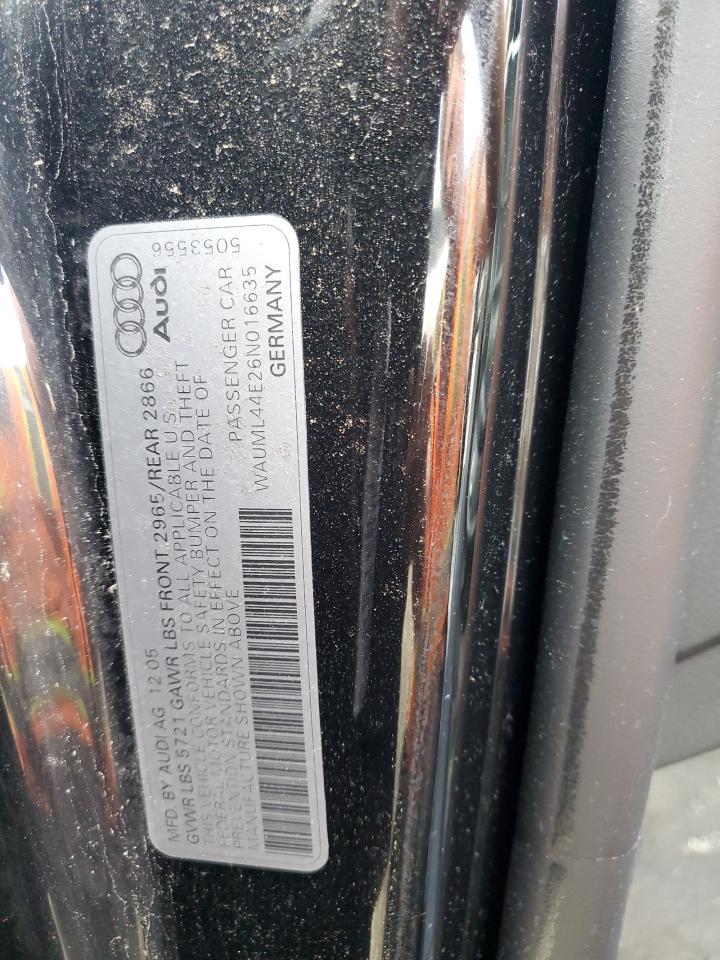 MFD. BY AUDI AG 12 05
GVWR LBS 5721 GAWR LBS FRONT 2965/REAR 2866
THIS VEHICLE CONFORMS TO ALL APPLICABLE U.S.
FEDERAL MOTOR VEHICLE SAFETY BUMPER AND THEFT
PREVENTION STANDARDS IN EFFECT ON THE DATE OF
MANUFACTURE SHOWN ABOVE
PASSENGER CAR
WAUML44E26N016635
GERMANY
Audi
5053556